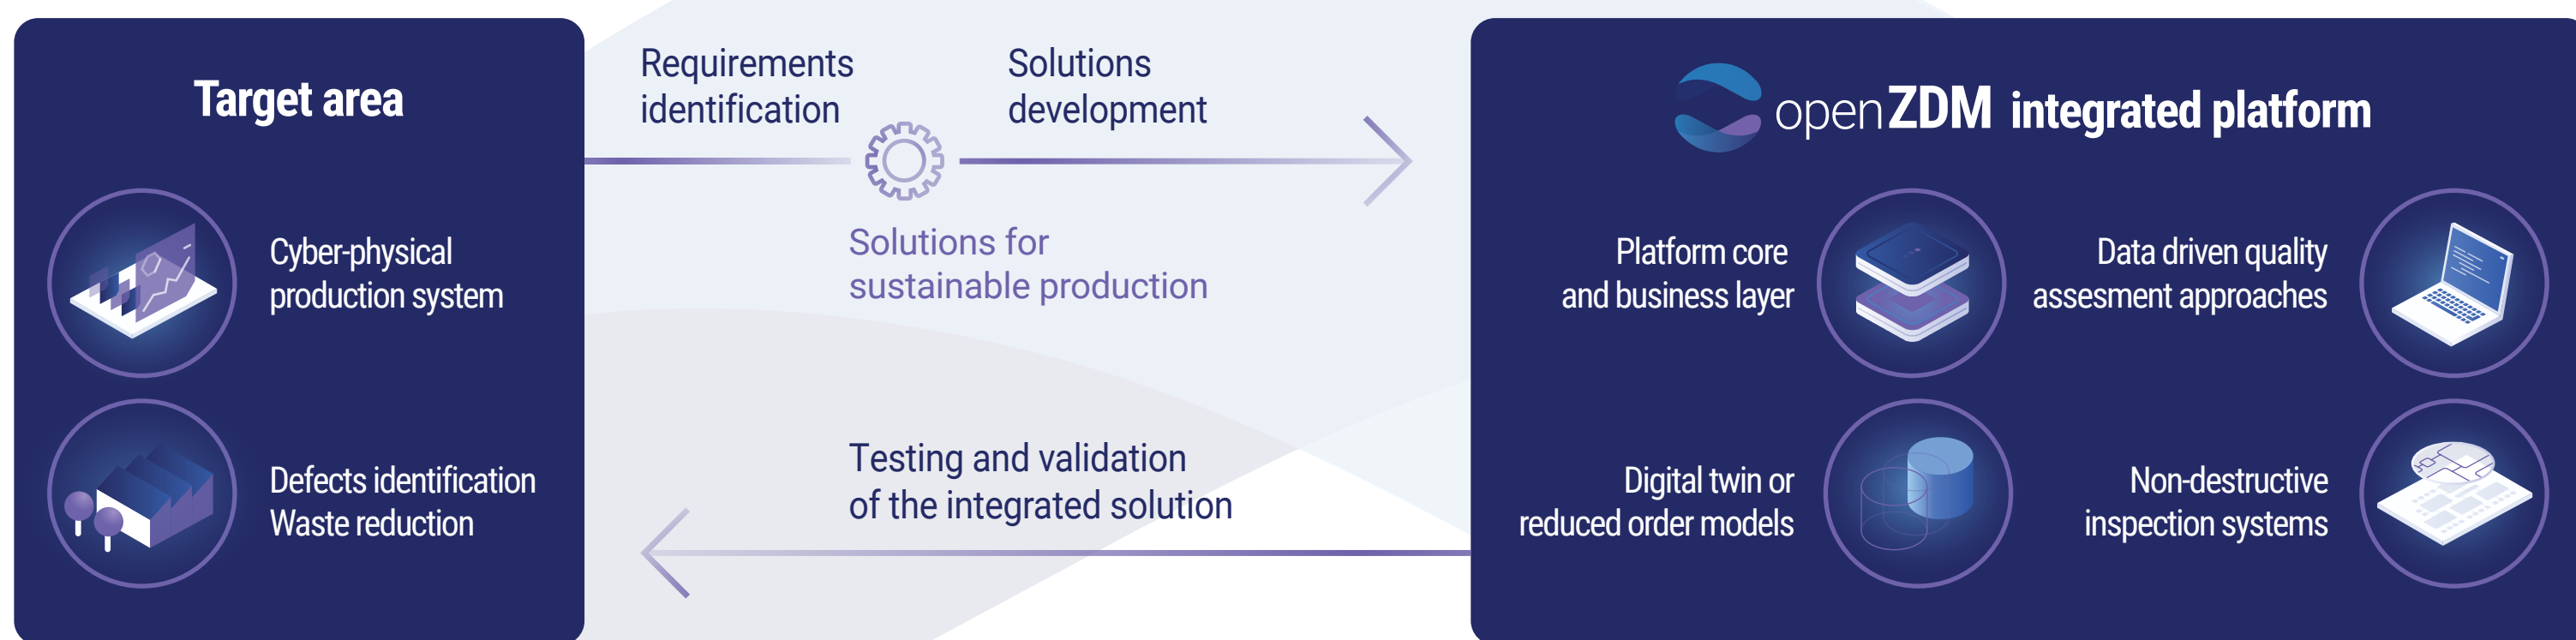 Target area
Cyber-physical
production system
Defects identification
Waste reduction
Requirements
identification
Solutions
development
Solutions for
sustainable production
Testing and validation
of the integrated solution
openZDM integrated platform
Platform core
and business layer
Data driven quality
assesment approaches
Digital twin or
reduced order models
Non-destructive
inspection systems